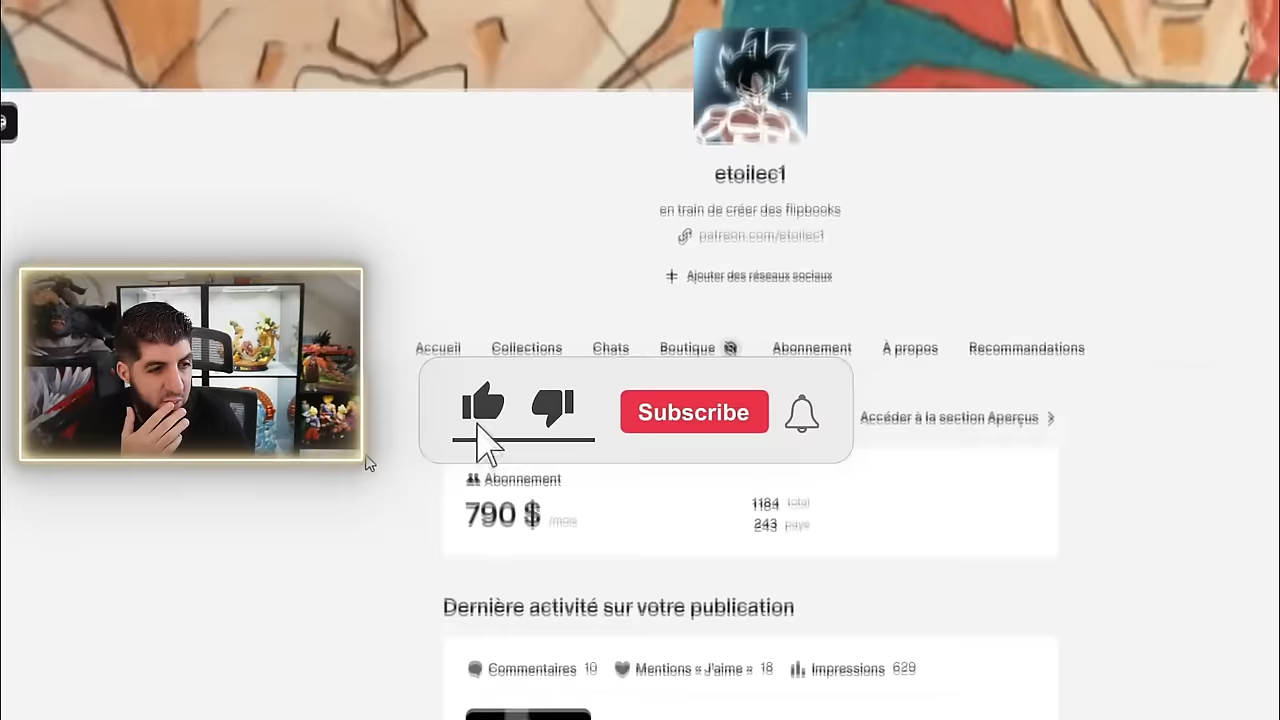 etoilec1
en train de créer des flipbooks
patreon.com/etoilec1
Ajouter des réseaux sociaux
Accueil Collections Chats Boutique Abonnement À propos Recommandations
Subscribe
Accéder à la section Aperçus
Abonnement
790 $ /mois
1184 total
243 payé
Dernière activité sur votre publication
Commentaires 10 Mentions « J'aime » 18 Impressions 629